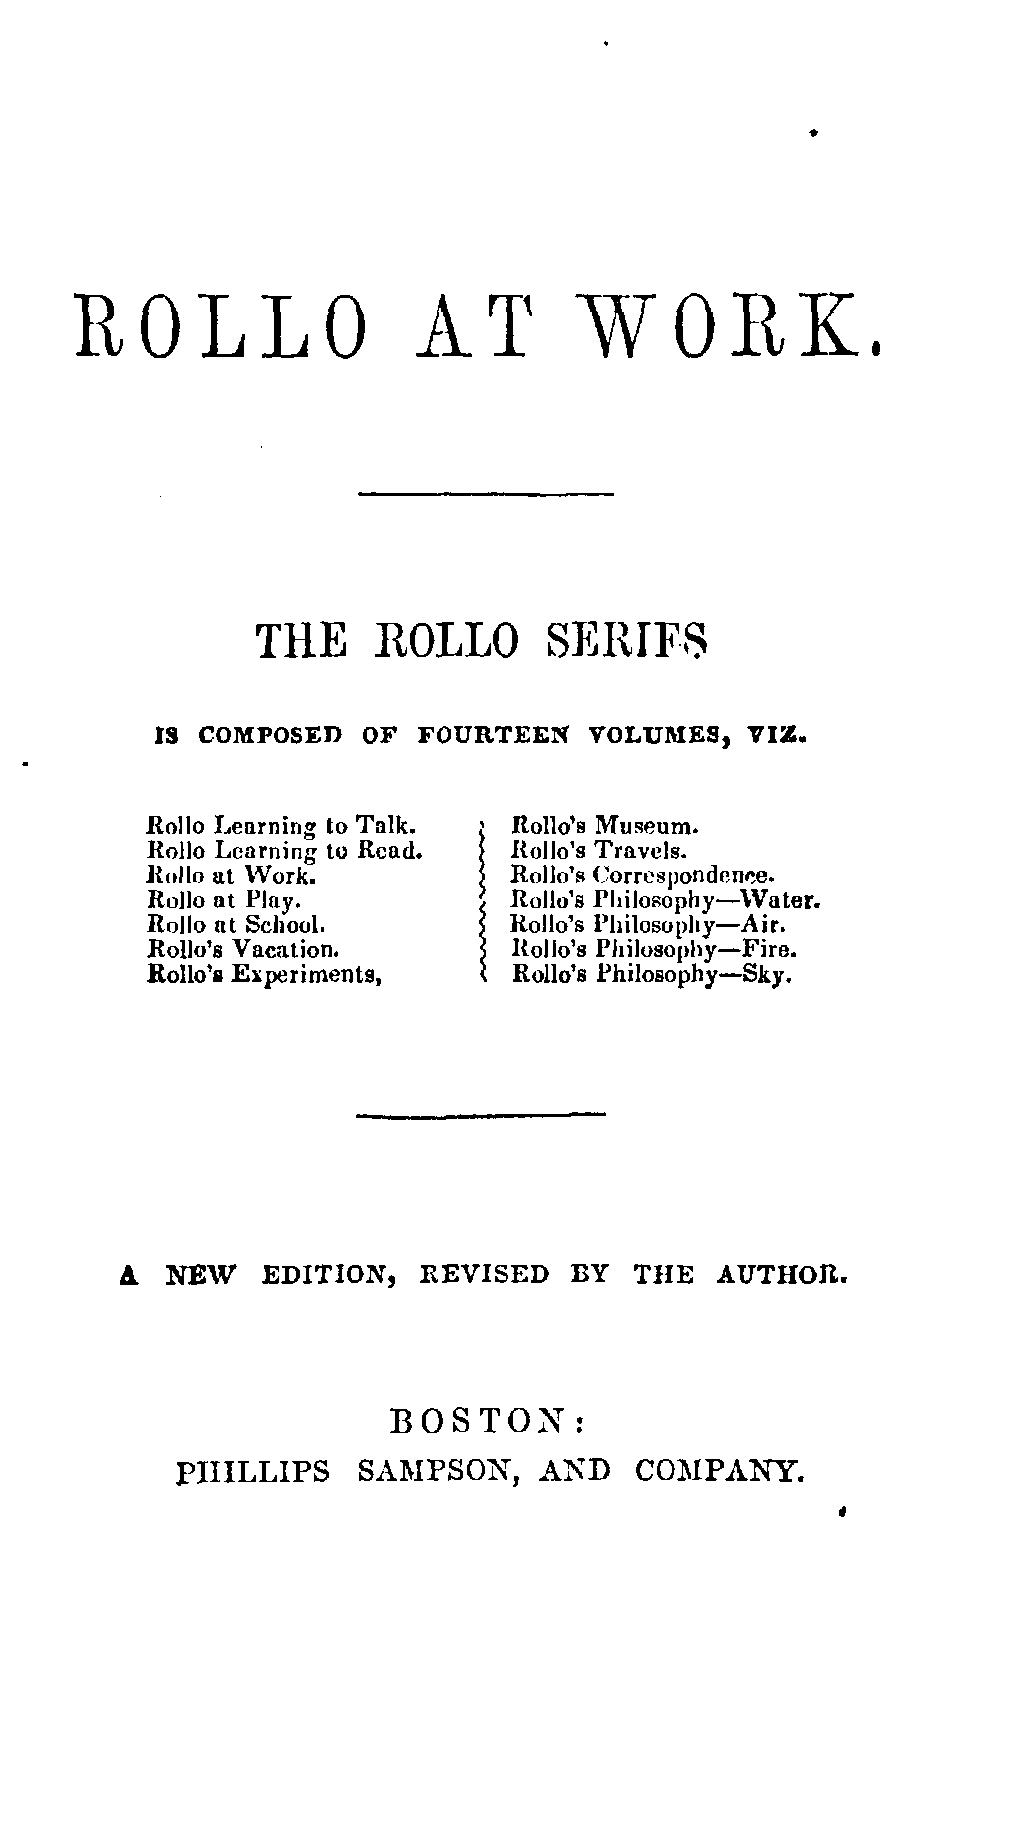 ROLLO AT WORK.
THE ROLLO SERIES
IS COMPOSED OF FOURTEEN VOLUMES, VIZ.
Rollo Learning to Talk.
Rollo Learning to Read.
Rollo at Work.
Rollo at Play.
Rollo at School.
Rollo's Vacation.
Rollo's Experiments,
Rollo's Museum.
Rollo's Travels.
Rollo's Correspondence.
Rollo's Philosophy—Water.
Rollo's Philosophy—Air.
Rollo's Philosophy—Fire.
Rollo's Philosophy—Sky.
A NEW EDITION, REVISED BY THE AUTHOR.
BOSTON:
PHILLIPS SAMPSON, AND COMPANY.